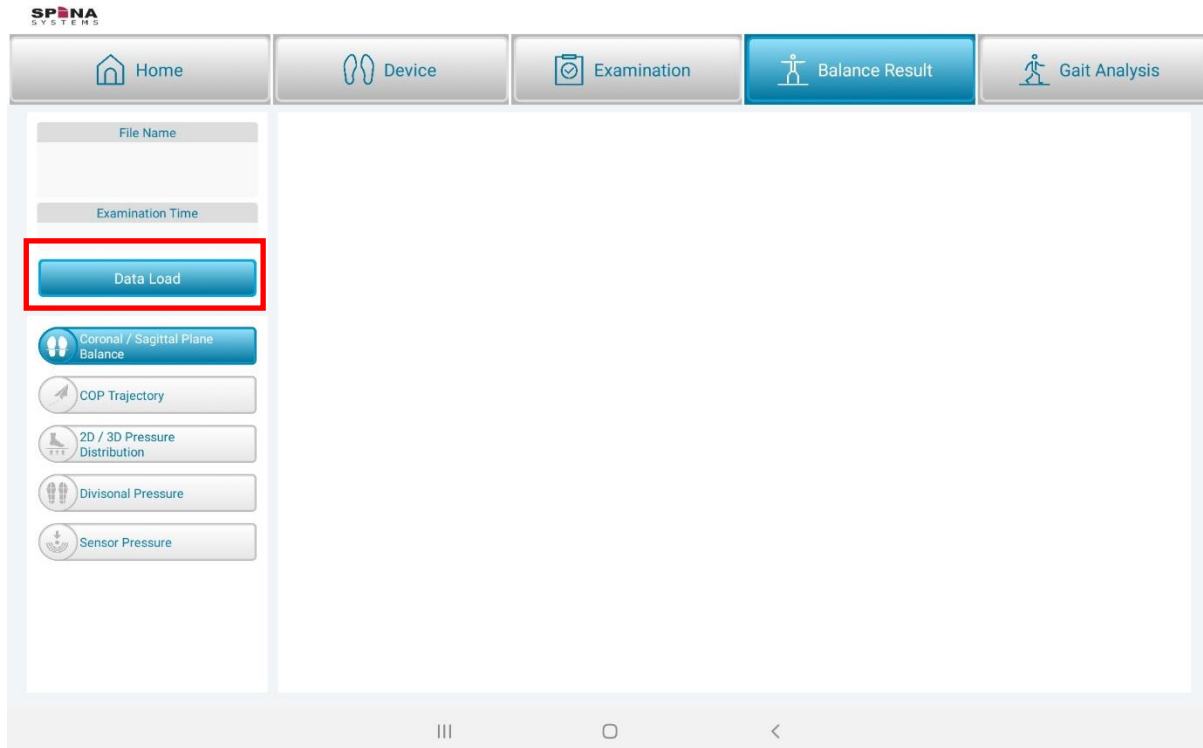 SPINA
SYSTEMS
Home
Device
Examination
Balance Result
Gait Analysis
File Name
Examination Time
Data Load
Coronal / Sagittal Plane
Balance
COP Trajectory
2D / 3D Pressure
Distribution
Divisonal Pressure
Sensor Pressure